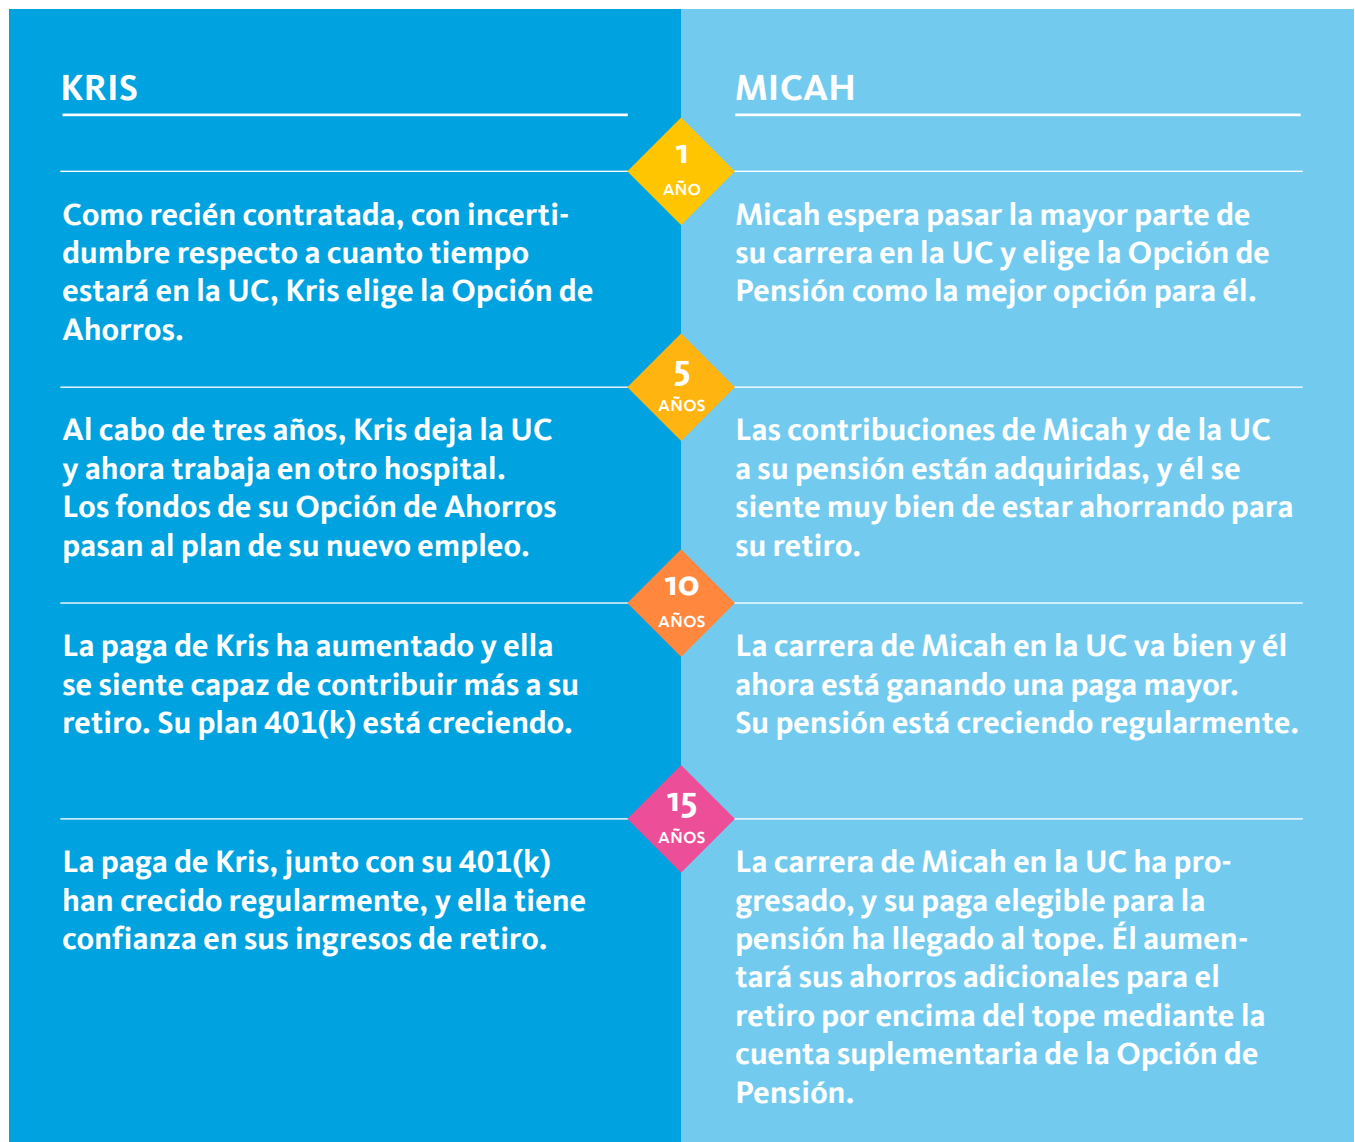 KRIS
MICAH
1
AÑO
Como recién contratada, con incerti-
dumbre respecto a cuanto tiempo
estará en la UC, Kris elige la Opción de
Ahorros.
Micah espera pasar la mayor parte de
su carrera en la UC y elige la Opción de
Pensión como la mejor opción para él.
5
AÑOS
Al cabo de tres años, Kris deja la UC
y ahora trabaja en otro hospital.
Los fondos de su Opción de Ahorros
pasan al plan de su nuevo empleo.
Las contribuciones de Micah y de la UC
a su pensión están adquiridas, y él se
siente muy bien de estar ahorrando para
su retiro.
10
AÑOS
La paga de Kris ha aumentado y ella
se siente capaz de contribuir más a su
retiro. Su plan 401(k) está creciendo.
La carrera de Micah en la UC va bien y él
ahora está ganando una paga mayor.
Su pensión está creciendo regularmente.
15
AÑOS
La paga de Kris, junto con su 401(k)
han crecido regularmente, y ella tiene
confianza en sus ingresos de retiro.
La carrera de Micah en la UC ha pro-
gresado, y su paga elegible para la
pensión ha llegado al tope. Él aumen-
tará sus ahorros adicionales para el
retiro por encima del tope mediante la
cuenta suplementaria de la Opción de
Pensión.